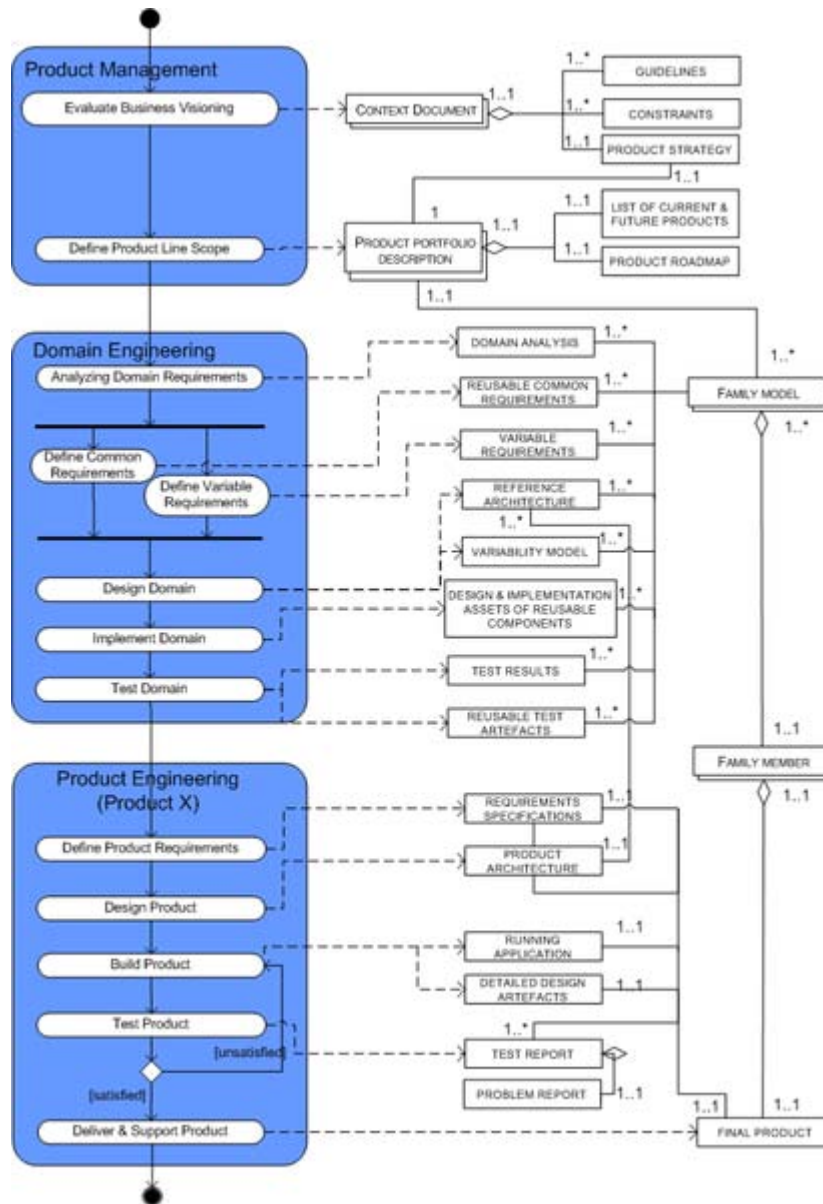 Product Management
Evaluate Business Visioning
CONTEXT DOCUMENT
1..1
1..*
GUIDELINES
1..*
CONSTRAINTS
1..1
PRODUCT STRATEGY
1..1
1
Define Product Line Scope
PRODUCT PORTFOLIO
DESCRIPTION
1..1
1..1
LIST OF CURRENT &
FUTURE PRODUCTS
1..1
PRODUCT ROADMAP
1..1
1..*
Domain Engineering
Analyzing Domain Requirements
DOMAIN ANALYSIS
1..*
Define Common
Requirements
REUSABLE COMMON
REQUIREMENTS
1..*
FAMILY MODEL
1..*
Define Variable
Requirements
VARIABLE
REQUIREMENTS
1..*
REFERENCE
ARCHITECTURE
1..*
1..*
Design Domain
VARIABILITY MODEL
1..*
Implement Domain
DESIGN & IMPLEMENTATION
ASSETS OF REUSABLE
COMPONENTS
1..*
Test Domain
TEST RESULTS
1..*
REUSABLE TEST
ARTEFACTS
1..*
1..1
FAMILY MEMBER
1..1
Product Engineering
(Product X)
Define Product Requirements
REQUIREMENTS
SPECIFICATIONS
1..1
Design Product
PRODUCT
ARCHITECTURE
1..1
Build Product
RUNNING
APPLICATION
1..1
DETAILED DESIGN
ARTEFACTS
1..1
Test Product
[unsatisfied]
1..*
TEST REPORT
[satisfied]
PROBLEM REPORT
1..1
Deliver & Support Product
1..1
1..1
FINAL PRODUCT